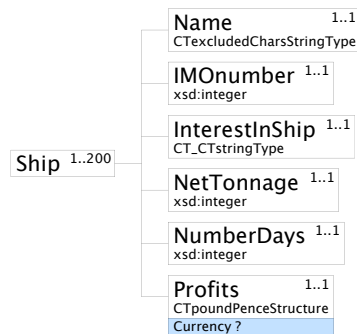 Name 1..1
CTexcludedCharsStringType
IMOnumber 1..1
xsd:integer
InterestInShip 1..1
CT_CTstringType
Ship 1..200
NetTonnage 1..1
xsd:integer
NumberDays 1..1
xsd:integer
Profits 1..1
CTpoundPenceStructure
Currency ?